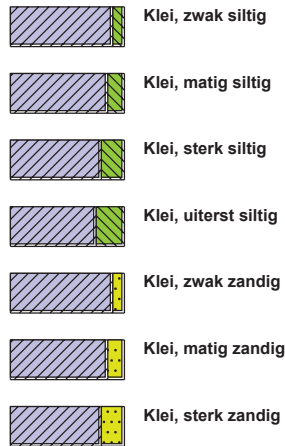 Klei, zwak siltig
Klei, matig siltig
Klei, sterk siltig
Klei, uiterst siltig
Klei, zwak zandig
Klei, matig zandig
Klei, sterk zandig